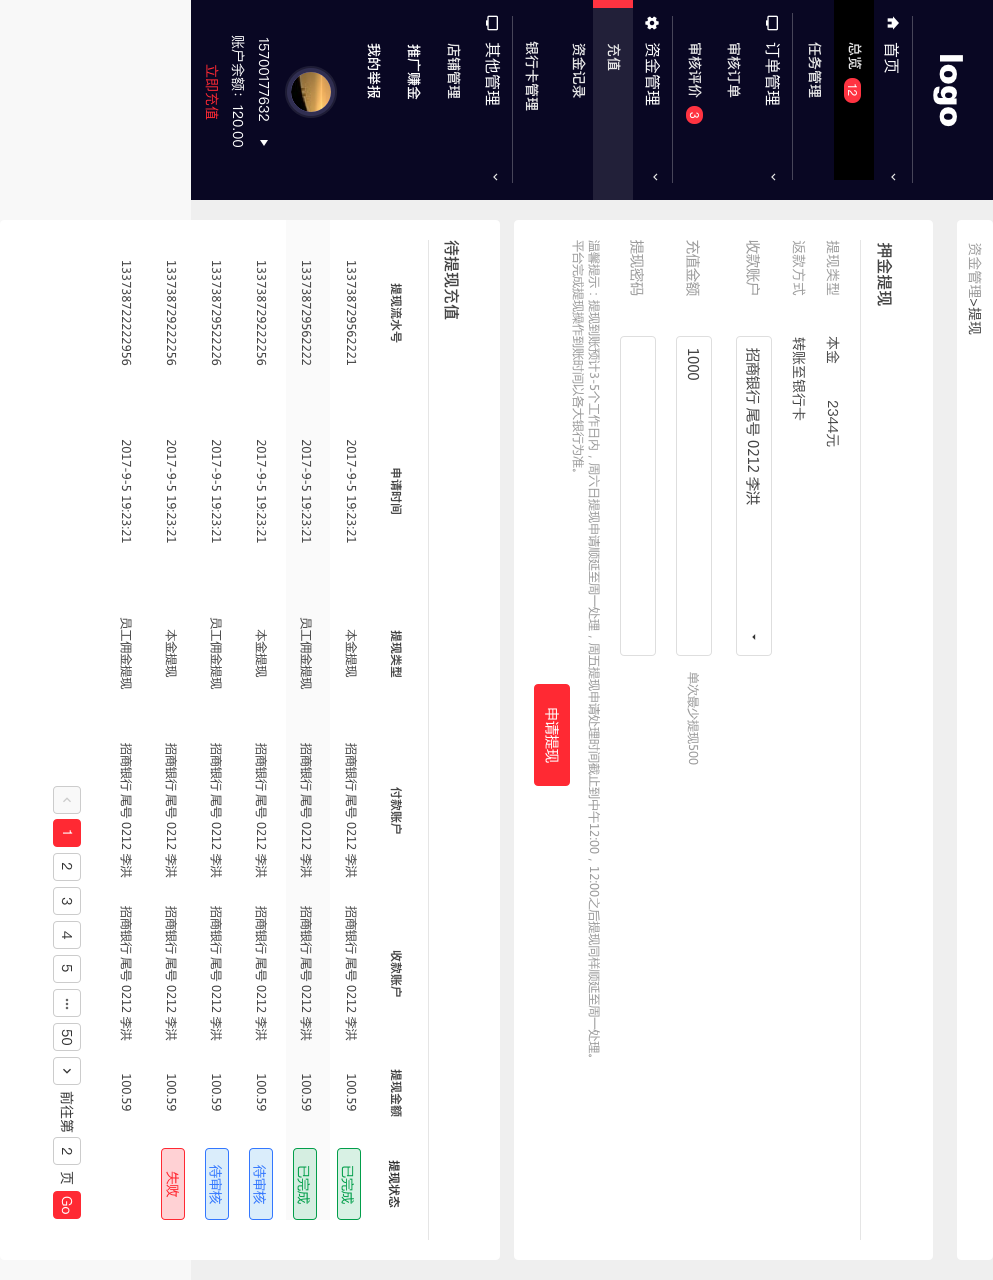 logo
首页
总览 12
任务管理
订单管理
审核订单
审核评价 3
资金管理
充值
资金记录
银行卡管理
其他管理
店铺管理
推广赚金
我的举报
15700177632
账户余额：120.00
立即充值
资金管理>提现
押金提现
提现类型 本金 2344元
返款方式 转账至银行卡
收款账户 招商银行 尾号 0212 李洪
充值金额 1000 单次最少提现500
提现密码
温馨提示：提现到账预计3-5个工作日内，周六日提现申请顺延至周一处理，周五提现申请处理时间截止到中午12:00，12:00之后提现同样顺延至周一处理。
平台完成提现操作到账时间以各大银行为准。
申请提现
待提现充值
提现流水号 申请时间 提现类型 付款账户 收款账户 提现金额 提现状态
133738729562221 2017-9-5 19:23:21 本金提现 招商银行 尾号 0212 李洪 招商银行 尾号 0212 李洪 100.59 已完成
133738729562222 2017-9-5 19:23:21 员工佣金提现 招商银行 尾号 0212 李洪 招商银行 尾号 0212 李洪 100.59 已完成
133738729222256 2017-9-5 19:23:21 本金提现 招商银行 尾号 0212 李洪 招商银行 尾号 0212 李洪 100.59 待审核
133738729522226 2017-9-5 19:23:21 员工佣金提现 招商银行 尾号 0212 李洪 招商银行 尾号 0212 李洪 100.59 待审核
133738729222256 2017-9-5 19:23:21 本金提现 招商银行 尾号 0212 李洪 招商银行 尾号 0212 李洪 100.59 失败
133738722222956 2017-9-5 19:23:21 员工佣金提现 招商银行 尾号 0212 李洪 招商银行 尾号 0212 李洪 100.59
1 2 3 4 5 ... 50 前往第 2 页 Go